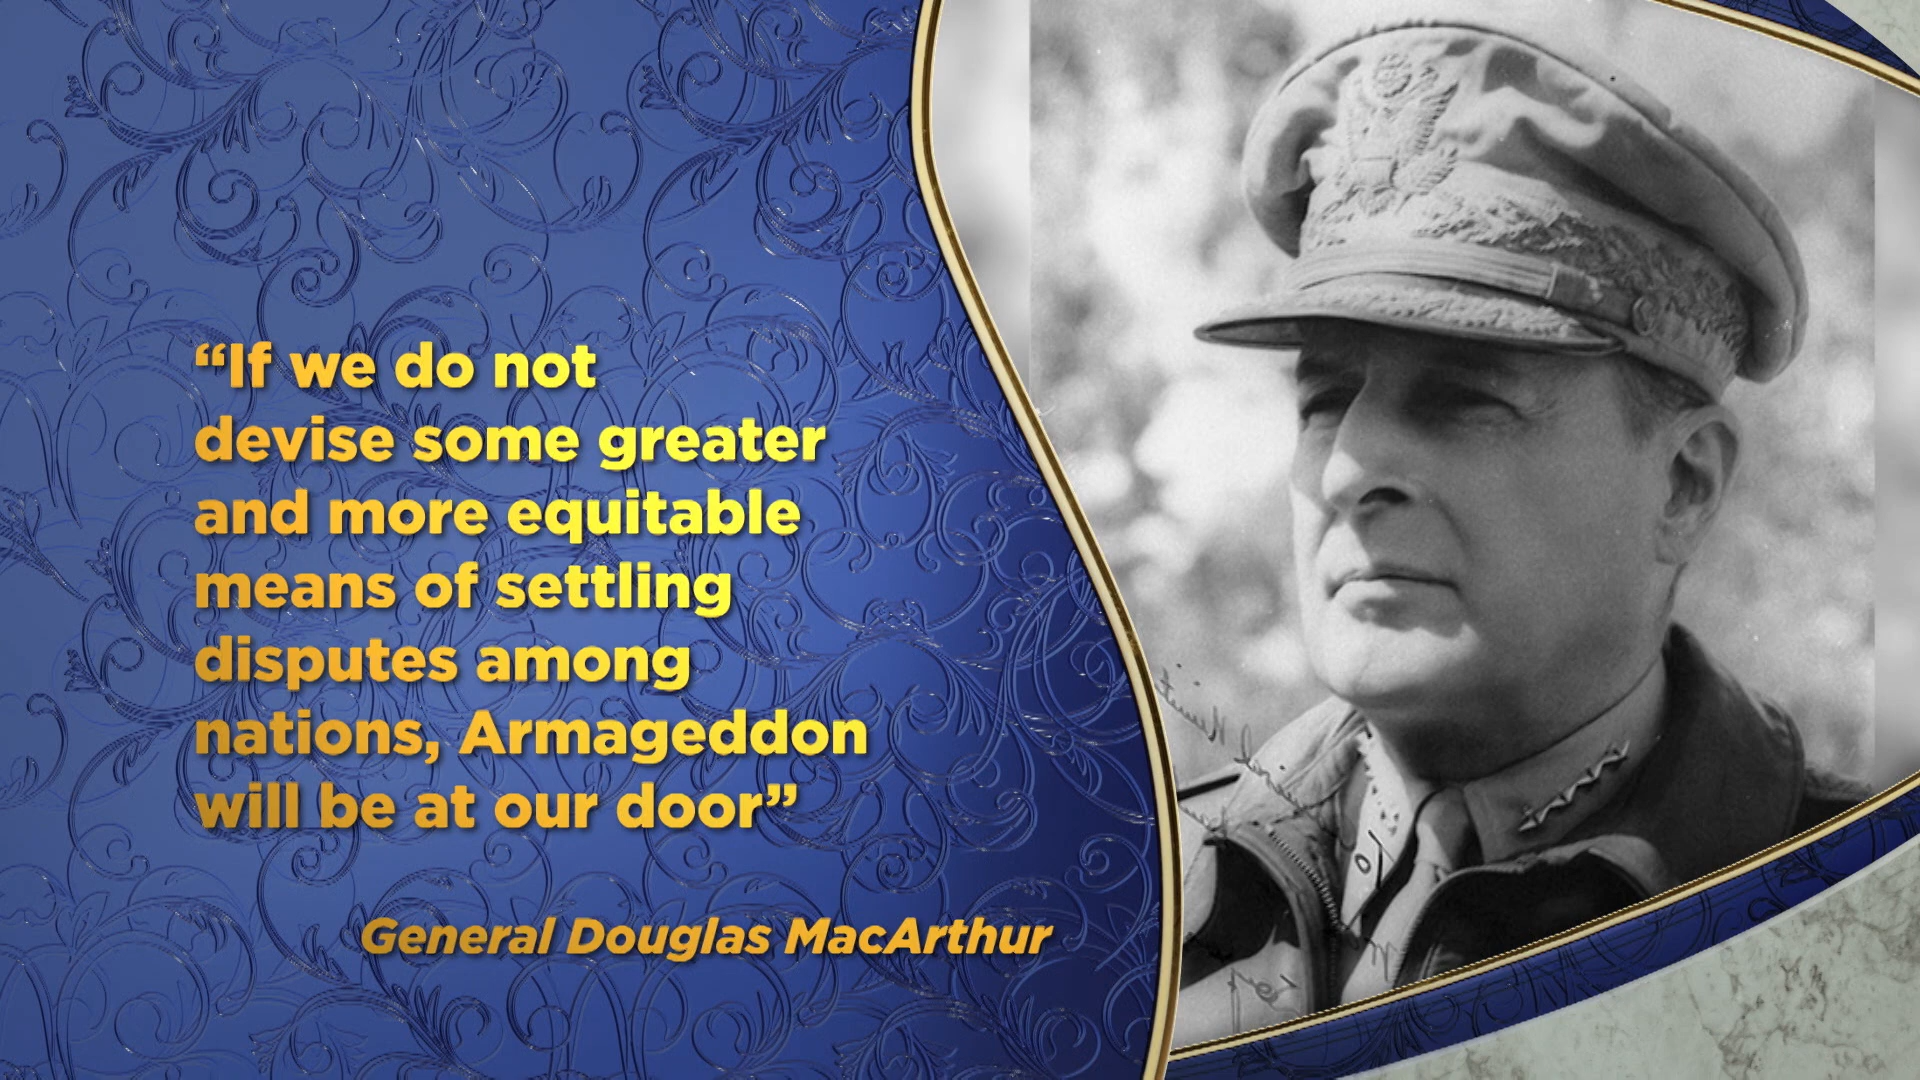 “If we do not
devise some greater
and more equitable
means of settling
disputes among
nations, Armageddon
will be at our door”
General Douglas MacArthur